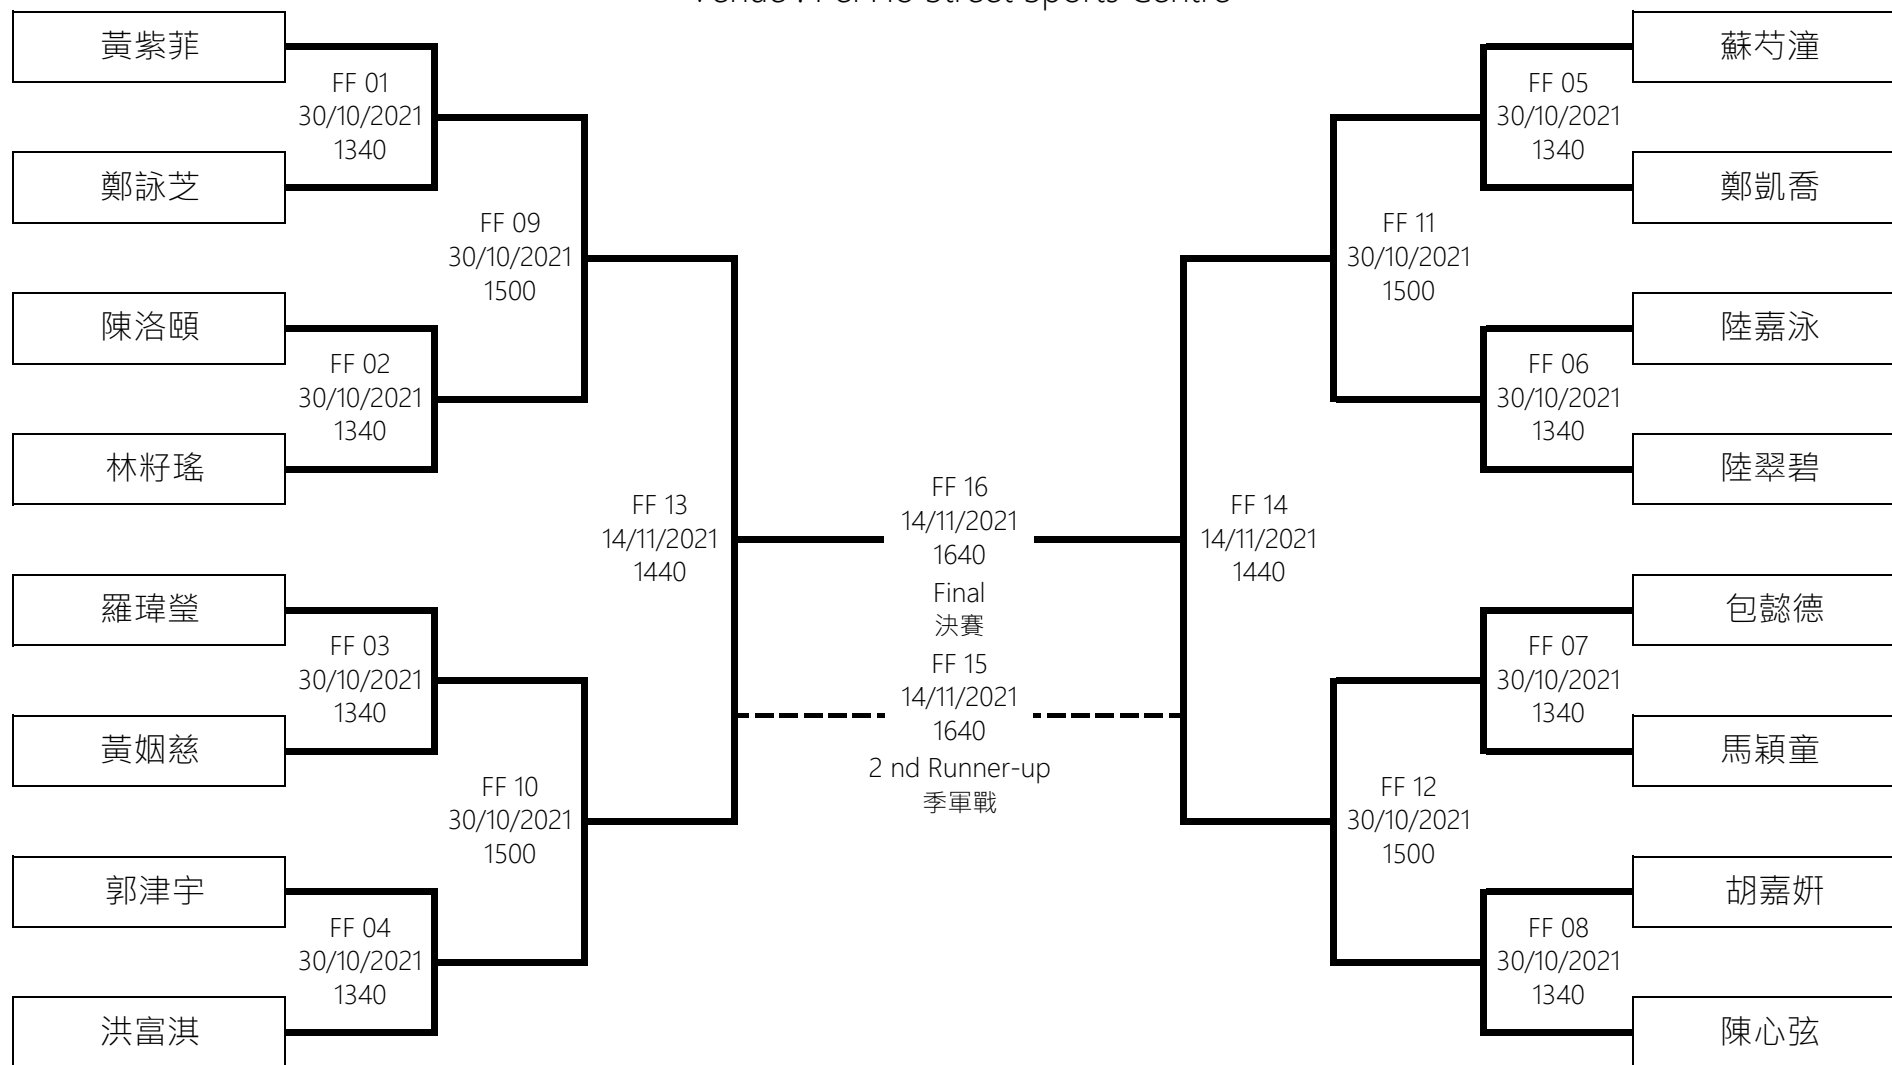 黃紫菲
FF 01
30/10/2021
1340
鄭詠芝
FF 09
30/10/2021
1500
陳洛頤
FF 02
30/10/2021
1340
林籽瑤
FF 13
14/11/2021
1440
羅瑋瑩
FF 03
30/10/2021
1340
黃姻慈
FF 10
30/10/2021
1500
郭津宇
FF 04
30/10/2021
1340
洪富淇
FF 16
14/11/2021
1640
Final
決賽
FF 15
14/11/2021
1640
2 nd Runner-up
季軍戰
蘇芍潼
FF 05
30/10/2021
1340
鄭凱喬
FF 11
30/10/2021
1500
陸嘉泳
FF 06
30/10/2021
1340
陸翠碧
FF 14
14/11/2021
1440
包懿德
FF 07
30/10/2021
1340
馬穎童
FF 12
30/10/2021
1500
胡嘉妍
FF 08
30/10/2021
1340
陳心弦